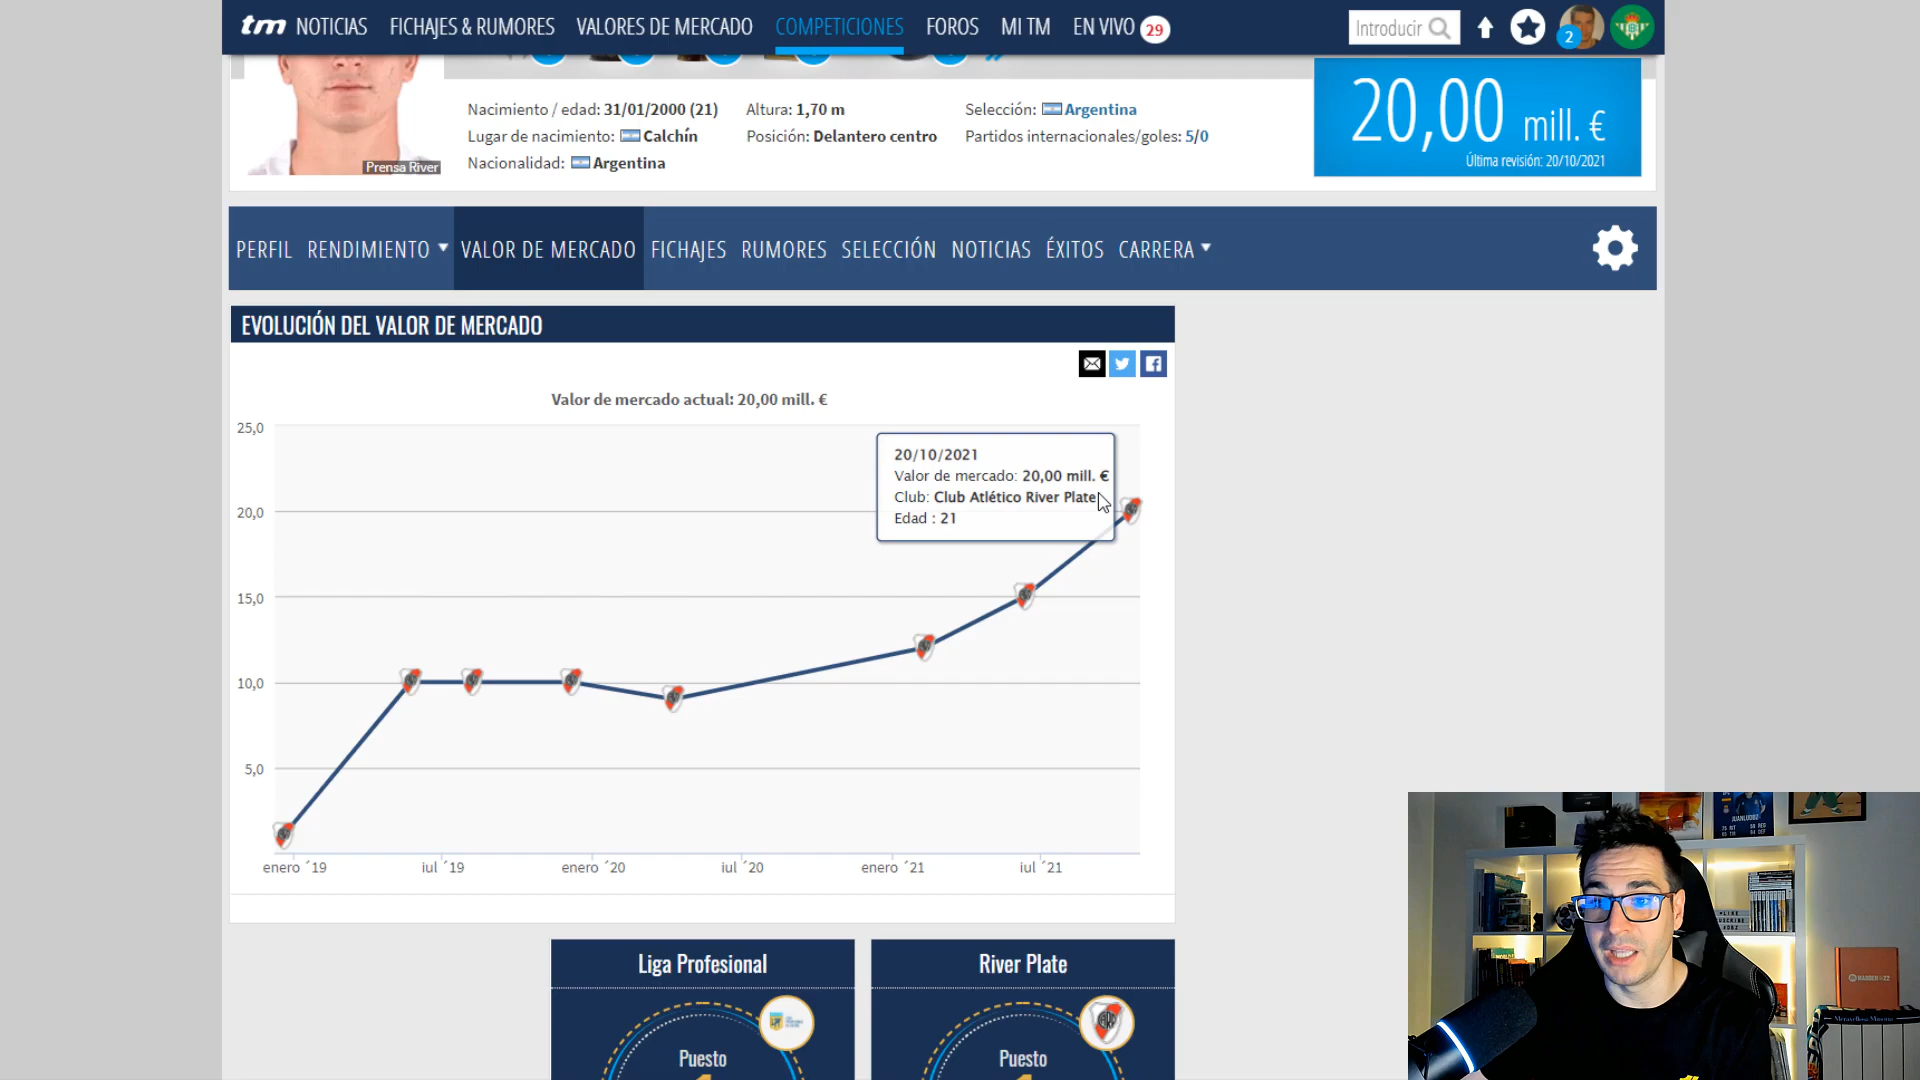 tm NOTICIAS FICHAJES & RUMORES VALORES DE MERCADO COMPETICIONES FOROS MI TM EN VIVO 29 Introducir 2
Prensa River
Nacimiento / edad: 31/01/2000 (21)
Lugar de nacimiento: Calchín
Nacionalidad: Argentina
Altura: 1,70 m
Posición: Delantero centro
Selección: Argentina
Partidos internacionales/goles: 5/0
20,00 mill. €
Última revisión: 20/10/2021
PERFIL RENDIMIENTO VALOR DE MERCADO FICHAJES RUMORES SELECCIÓN NOTICIAS ÉXITOS CARRERA
EVOLUCIÓN DEL VALOR DE MERCADO
Valor de mercado actual: 20,00 mill. €
25,0
20,0
15,0
10,0
5,0
20/10/2021
Valor de mercado: 20,00 mill. €
Club: Club Atlético River Plate
Edad : 21
enero ´19 iul ´19 enero ´20 iul ´20 enero ´21 iul ´21
Liga Profesional
Puesto
River Plate
Puesto
JUANLUDBZ